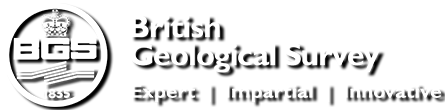 BGS
1835
British
Geological Survey
Expert | Impartial | Innovative